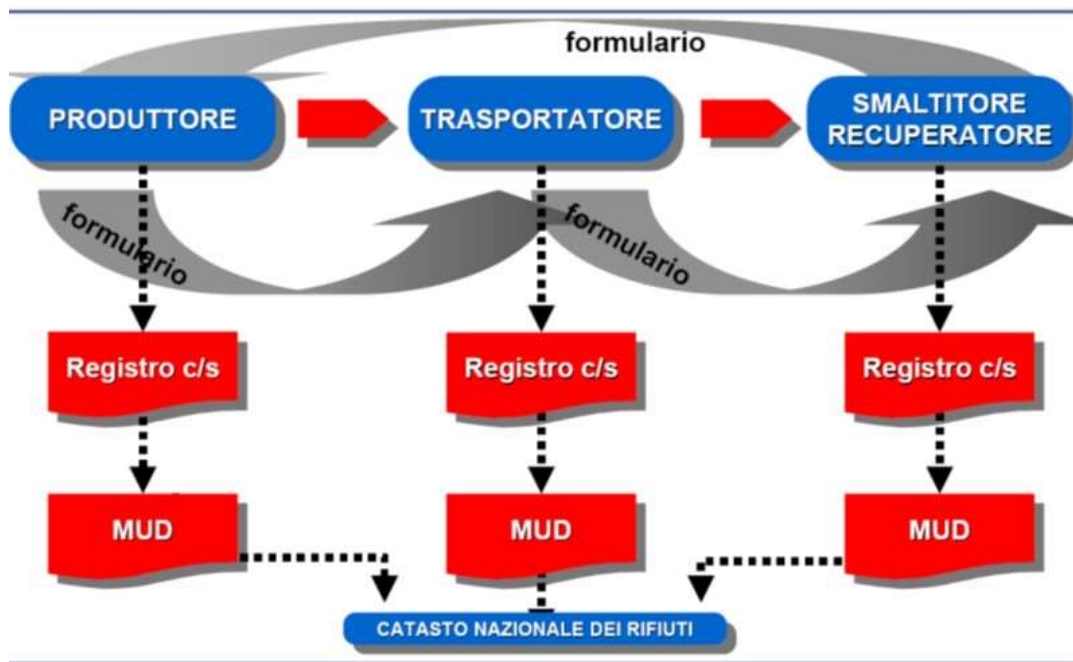 formulario
PRODUTTORE
TRASPORTATORE
SMALTITORE
RECUPERATORE
formulario
formulario
Registro c/s
Registro c/s
Registro c/s
MUD
MUD
MUD
CATASTO NAZIONALE DEI RIFIUTI